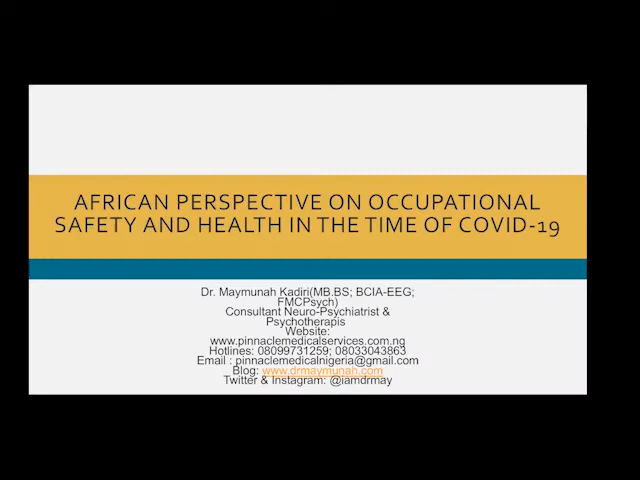 AFRICAN PERSPECTIVE ON OCCUPATIONAL
SAFETY AND HEALTH IN THE TIME OF COVID-19
Dr. Maymunah Kadiri(MB.BS; BCIA-EEG;
FMCPsych)
Consultant Neuro-Psychiatrist &
Psychotherapis
Website:
www.pinnaclemedicalservices.com.ng
Hotlines: 08099731259; 08033043863
Email : pinnaclemedicalnigeria@gmail.com
Blog: www.drmaymunah.com
Twitter & Instagram: @iamdrmay